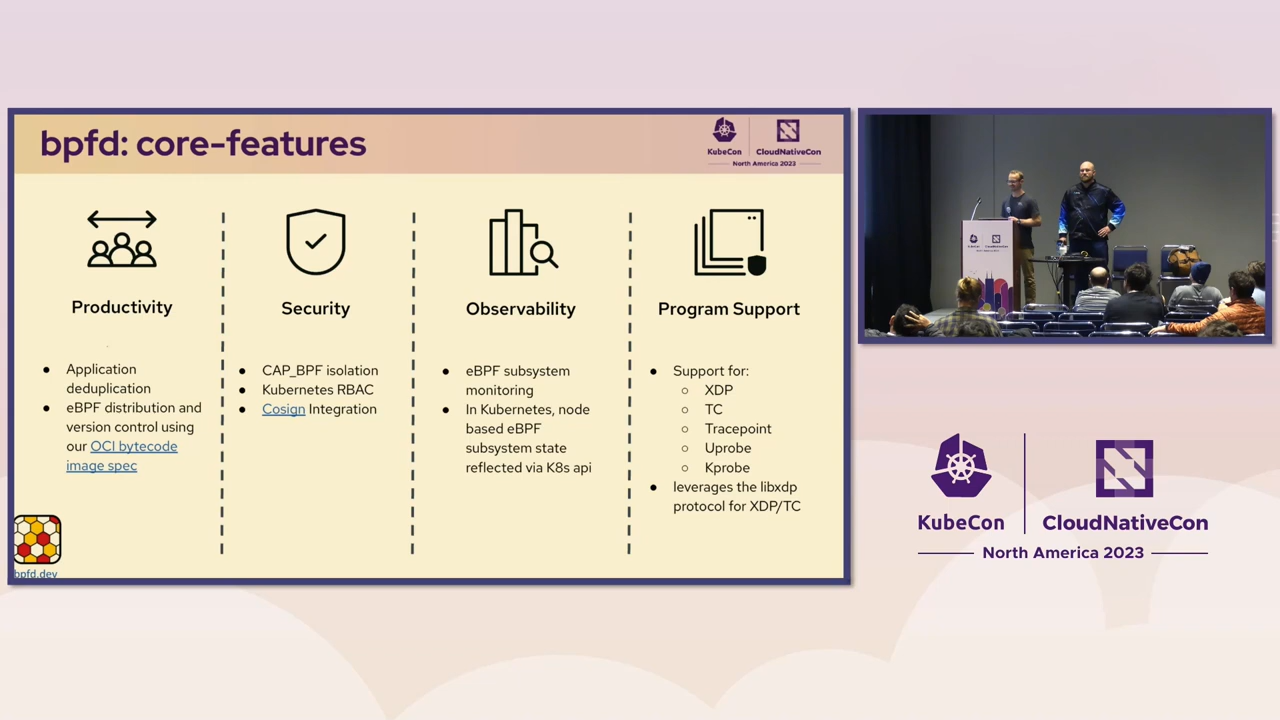 bpfd: core-features
KubeCon
CloudNativeCon
North America 2023
Productivity
Application
deduplication
eBPF distribution and
version control using
our OCI bytecode
image spec
Security
CAP_BPF isolation
Kubernetes RBAC
Cosign Integration
Observability
eBPF subsystem
monitoring
In Kubernetes, node
based eBPF
subsystem state
reflected via K8s api
Program Support
Support for:
XDP
TC
Tracepoint
Uprobe
Kprobe
leverages the libxdp
protocol for XDP/TC
bpfd.dev
KubeCon
CloudNativeCon
North America 2023